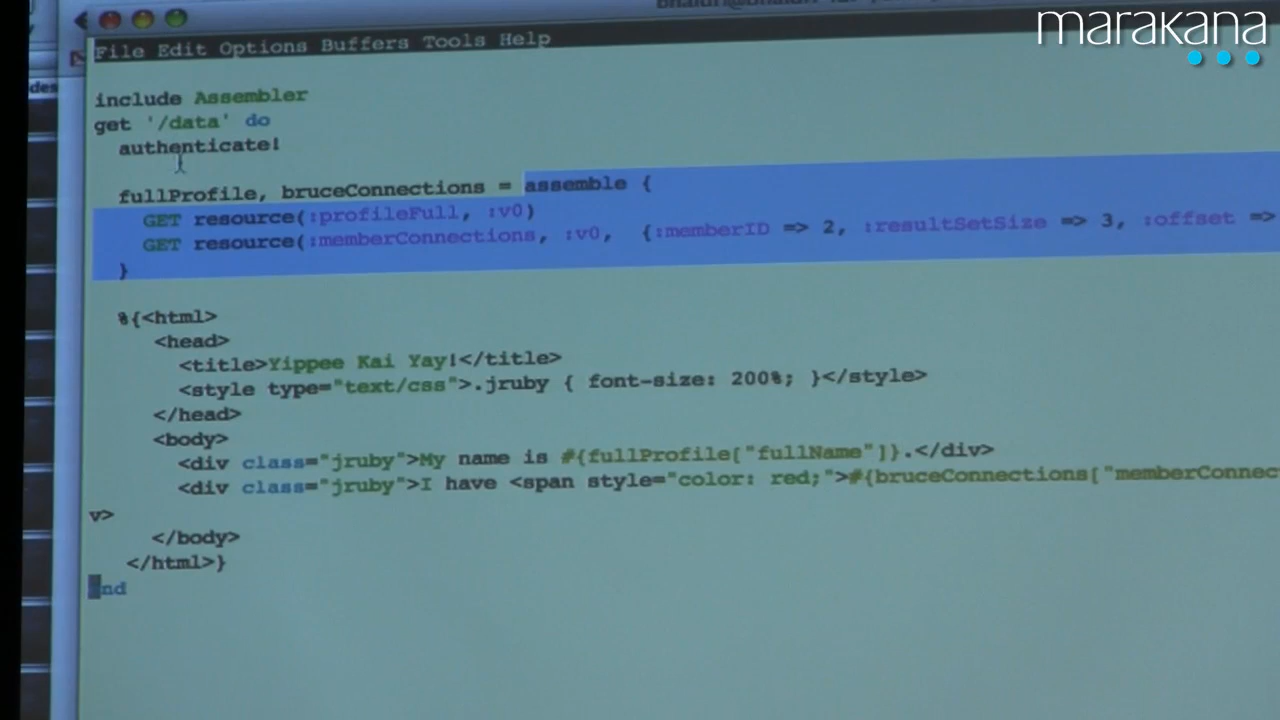 marakana
File Edit Options Buffers Tools Help
des
include Assembler
get '/data' do
authenticate!
fullProfile, bruceConnections = assemble {
GET resource(:profileFull, :v0)
GET resource(:memberConnections, :v0, {:memberID => 2, :resultSetSize => 3, :offset =>
}
%{<html>
<head>
<title>Yippee Kai Yay!</title>
<style type="text/css">.jruby { font-size: 200%; }</style>
</head>
<body>
<div class="jruby">My name is #{fullProfile["fullName"]}.</div>
<div class="jruby">I have <span style="color: red;">#{bruceConnections["memberConnec
v>
</body>
</html>}
end